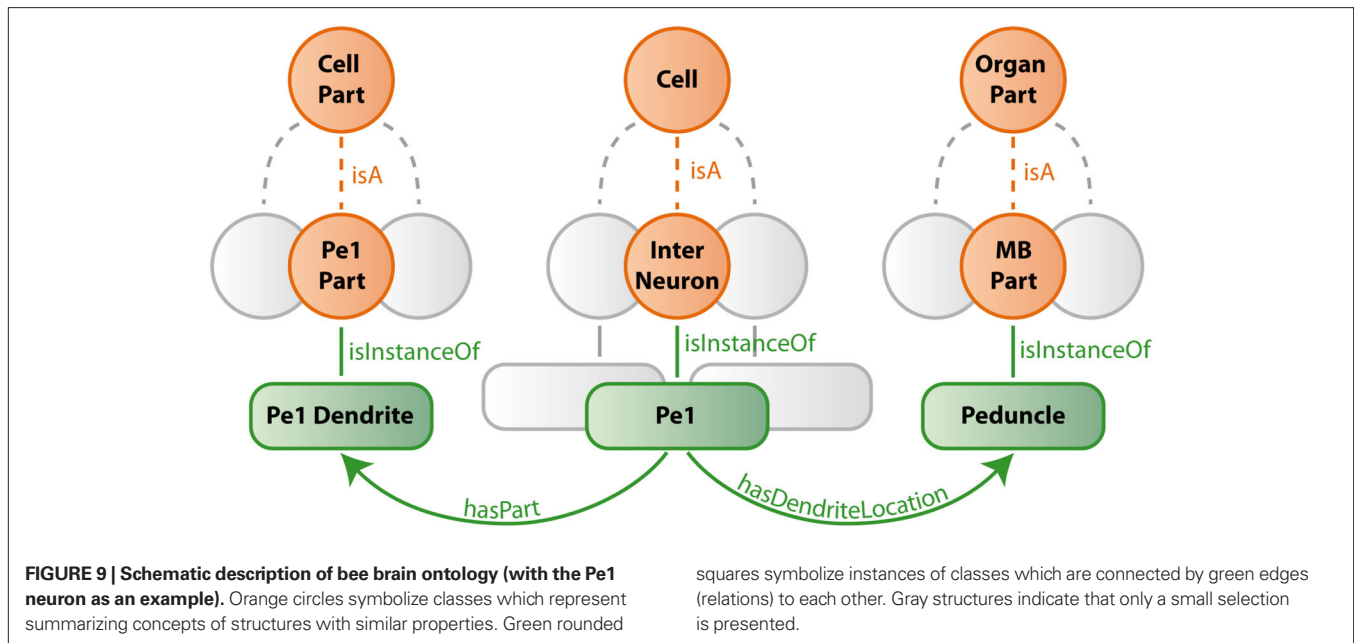 Cell
Part
Cell
Organ
Part
isA
isA
isA
Pe1
Part
Inter
Neuron
MB
Part
isInstanceOf
isInstanceOf
isInstanceOf
Pe1 Dendrite
Pe1
Peduncle
hasPart
hasDendriteLocation
FIGURE 9 | Schematic description of bee brain ontology (with the Pe1
neuron as an example). Orange circles symbolize classes which represent
summarizing concepts of structures with similar properties. Green rounded
squares symbolize instances of classes which are connected by green edges
(relations) to each other. Gray structures indicate that only a small selection
is presented.